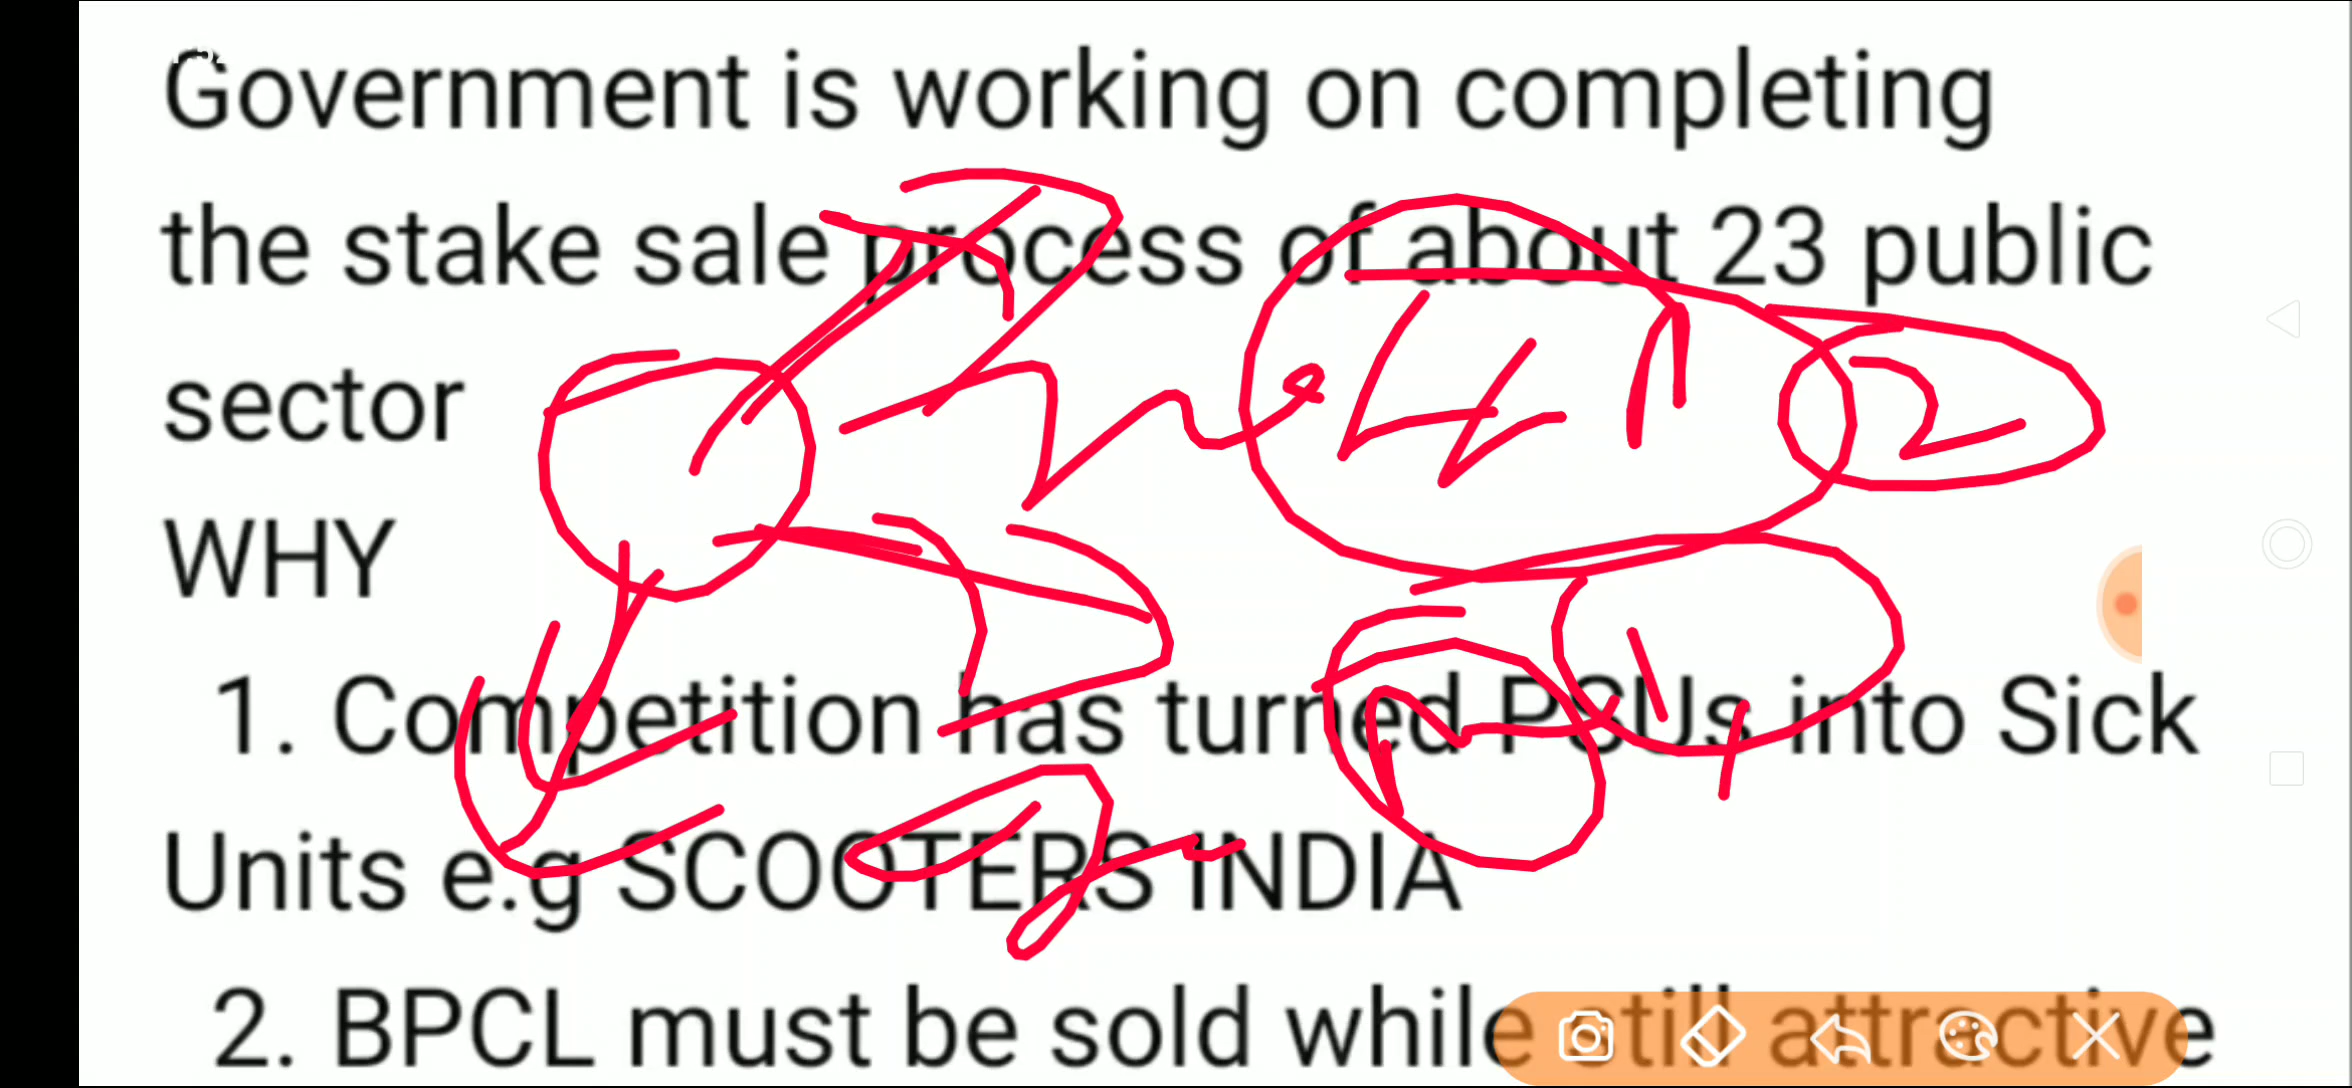 Government is working on completing
the stake sale process of about 23 public
sector
WHY
1. Competition has turned PSUs into Sick
Units e.g SCOOTERS INDIA
2. BPCL must be sold while still attractive